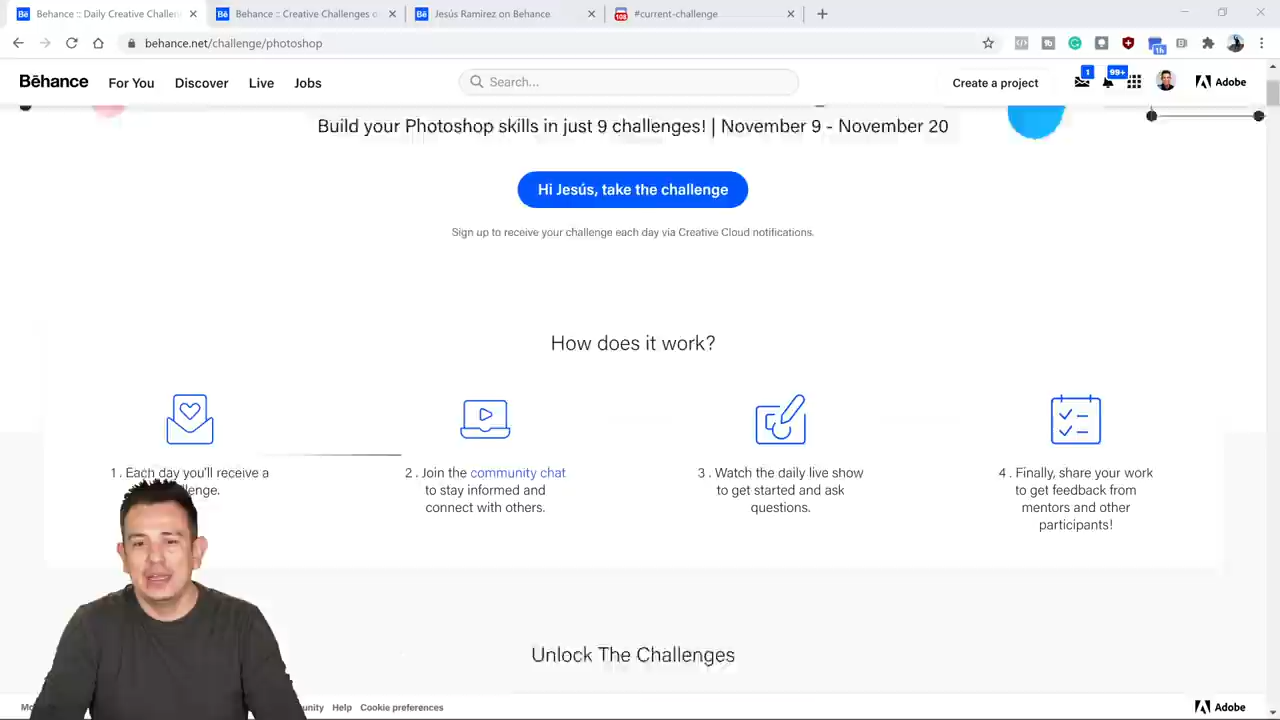 Behance :: Daily Creative Challen
Behance :: Creative Challenges o
Jesús Ramirez on Behance
#current-challenge
behance.net/challenge/photoshop
1h
Bēhance
For You
Discover
Live
Jobs
Search...
Create a project
1
99+
Adobe
Build your Photoshop skills in just 9 challenges! | November 9 - November 20
Hi Jesús, take the challenge
Sign up to receive your challenge each day via Creative Cloud notifications.
How does it work?
1. Each day you'll receive a
2. Join the community chat
to stay informed and
connect with others.
3. Watch the daily live show
to get started and ask
questions.
4. Finally, share your work
to get feedback from
mentors and other
participants!
Unlock The Challenges
Help
Cookie preferences
Adobe